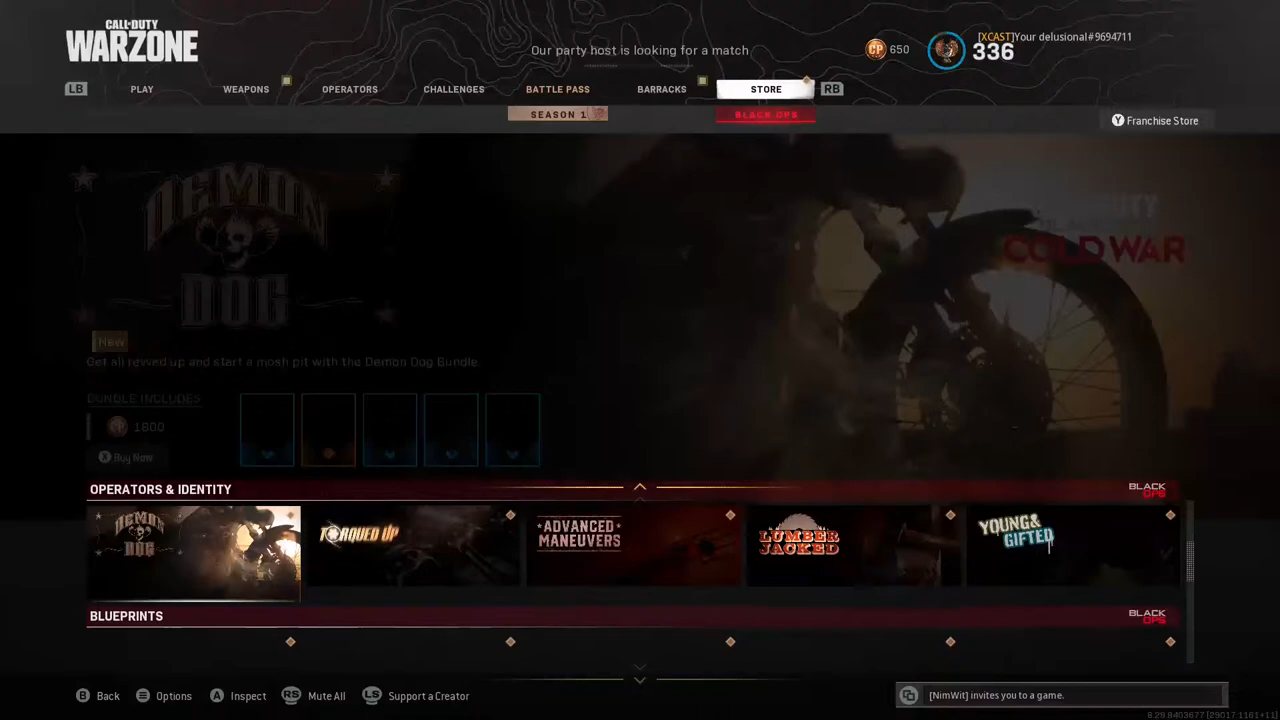 CALL OF DUTY
WARZONE
Our party host is looking for a match
CP 650
[XCAST]Your delusional#9694711
336
LB PLAY WEAPONS OPERATORS CHALLENGES BATTLE PASS BARRACKS STORE RB
SEASON 1
BLACK OPS
Y Franchise Store
DEMON
DOG
COLD WAR
New
Get all revved up and start a mosh pit with the Demon Dog Bundle.
BUNDLE INCLUDES
CP 1800
X Buy Now
OPERATORS & IDENTITY
BLACK
OPS
DEMON
DOG
TORQUED UP
ADVANCED
MANEUVERS
LUMBER
JACKED
YOUNG&
GIFTED
BLUEPRINTS
BLACK
OPS
B Back Options A Inspect RS Mute All LS Support a Creator
[NimWit] invites you to a game.